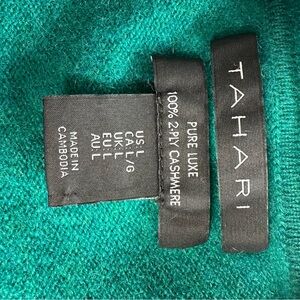 TAHARI
PURE LUXE
100% 2-PLY CASHMERE
US: L
CA: L/G
UK: L
EU: L
AU: L
MADE IN
CAMBODIA